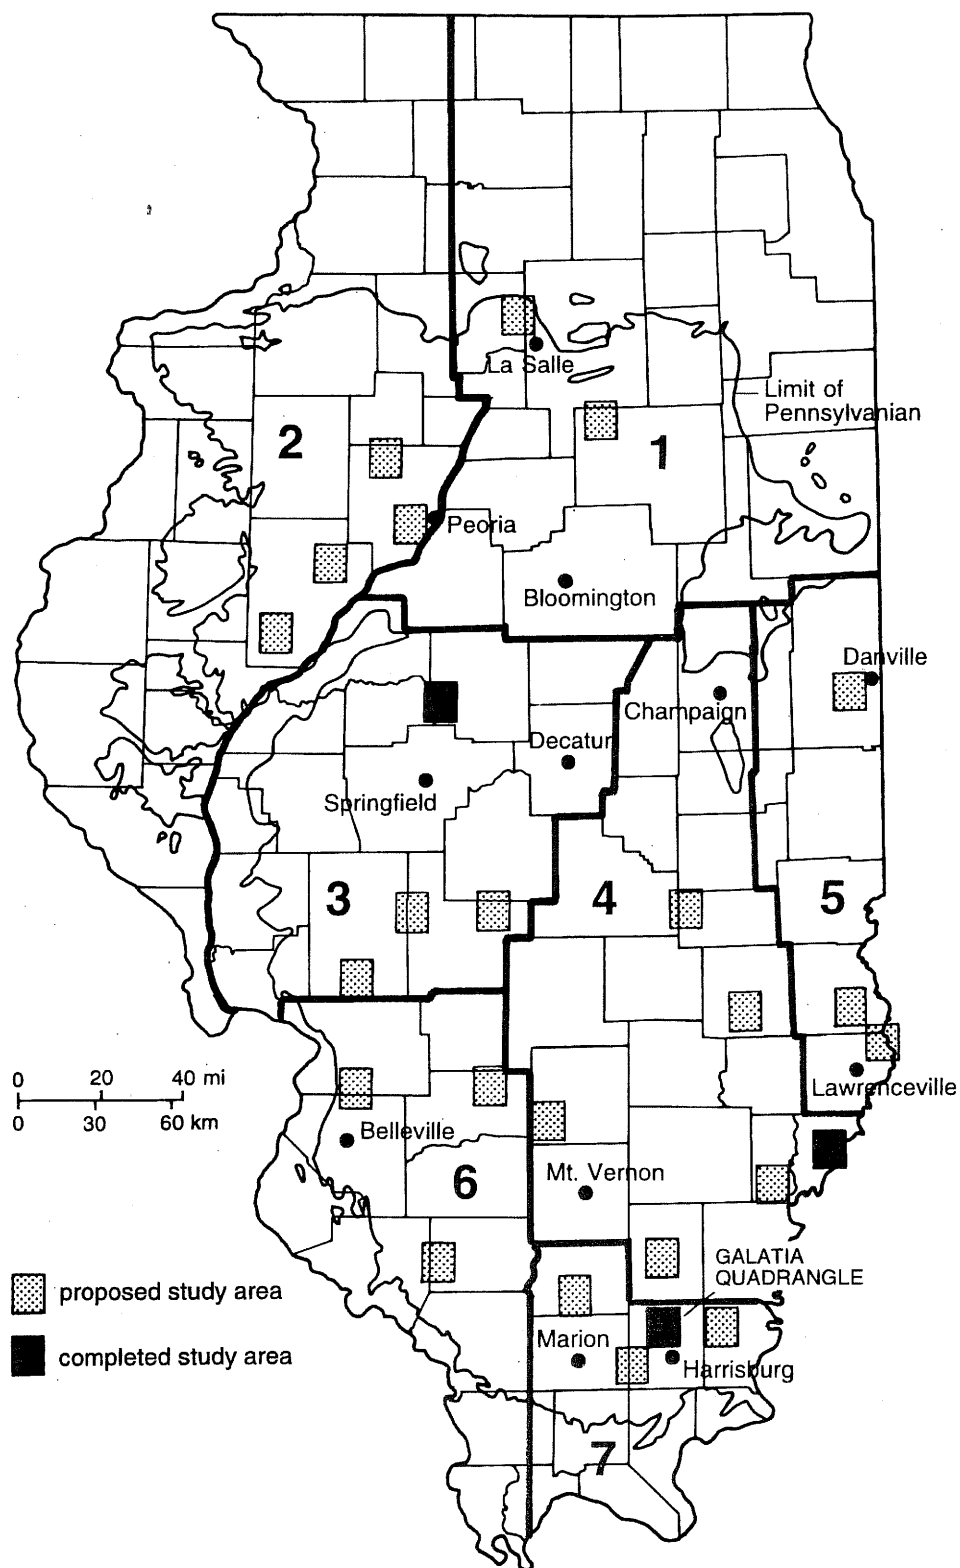 La Salle
Limit of
Pennsylvanian
2
1
Peoria
Bloomington
Danville
Champaign
Decatur
Springfield
3
4
5
0 20 40 mi
0 30 60 km
Lawrenceville
Belleville
Mt. Vernon
6
GALATIA
QUADRANGLE
proposed study area
Marion
completed study area
Harrisburg
7